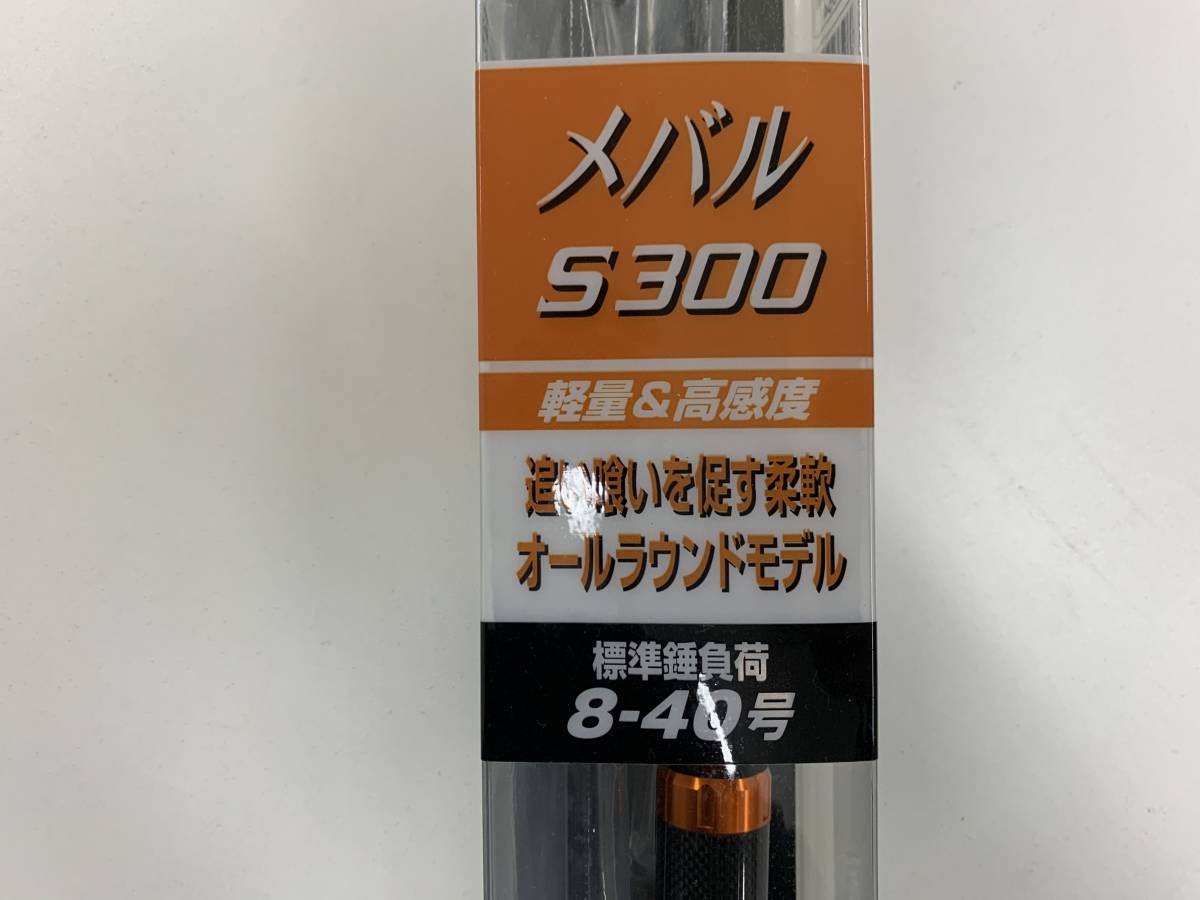 メバル
S300
軽量&高感度
追い喰いを促す柔軟
オールラウンドモデル
標準錘負荷
8-40号